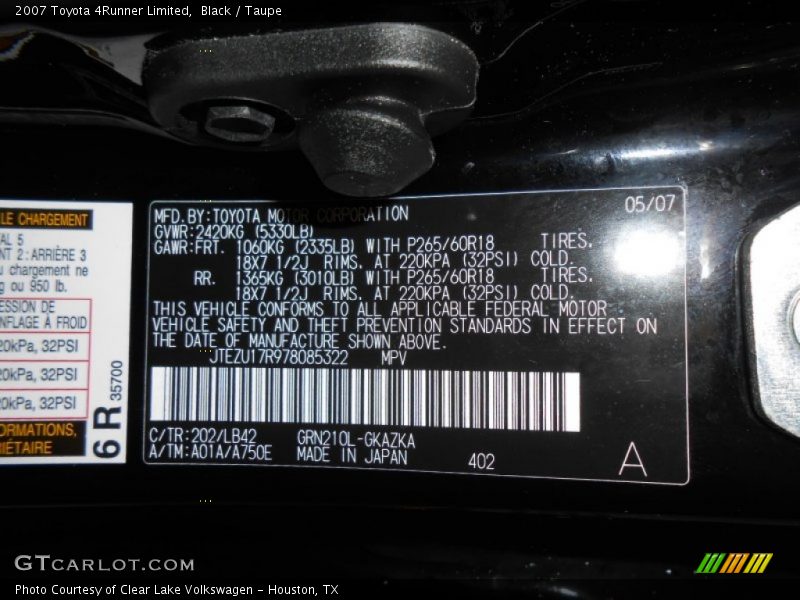 2007 Toyota 4Runner Limited, Black / Taupe
LE CHARGEMENT
AL 5
NT 2: ARRIÈRE 3
u chargement ne
g ou 950 lb.
ESSION DE
NFLAGE À FROID
20kPa, 32PSI
20kPa, 32PSI
20kPa, 32PSI
ORMATIONS,
RIÉTAIRE
6 R 35700
05/07
MFD. BY: TOYOTA MOTOR CORPORATION
GVWR: 2420KG (5330LB)
GAWR: FRT. 1060KG (2335LB) WITH P265/60R18 TIRES,
18X7 1/2J RIMS, AT 220KPA (32PSI) COLD.
RR. 1365KG (3010LB) WITH P265/60R18 TIRES,
18X7 1/2J RIMS, AT 220KPA (32PSI) COLD.
THIS VEHICLE CONFORMS TO ALL APPLICABLE FEDERAL MOTOR
VEHICLE SAFETY AND THEFT PREVENTION STANDARDS IN EFFECT ON
THE DATE OF MANUFACTURE SHOWN ABOVE.
JTEZU17R978085322 MPV
C/TR: 202/LB42 GRN210L-GKAZKA
A/TM: A01A/A750E MADE IN JAPAN 402
A
GTCARLOT.COM
Photo Courtesy of Clear Lake Volkswagen - Houston, TX